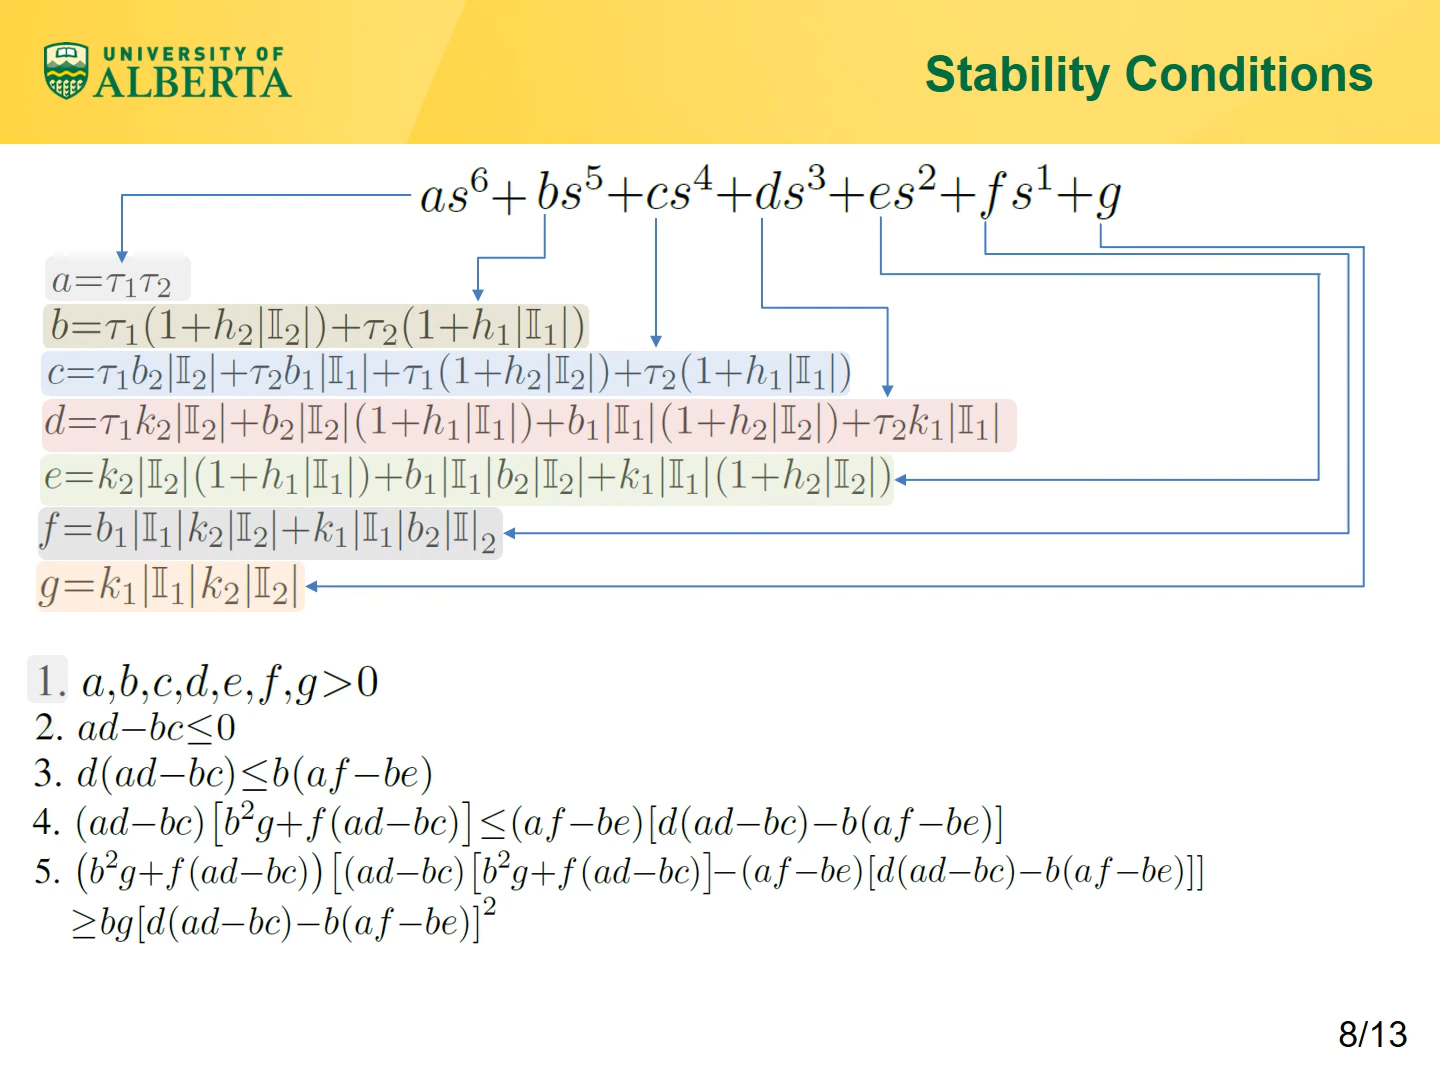 UNIVERSITY OF
ALBERTA
Stability Conditions
as⁶+bs⁵+cs⁴+ds³+es²+fs¹+g
a=τ₁τ₂
b=τ₁(1+h₂|𝕀₂|)+τ₂(1+h₁|𝕀₁|)
c=τ₁b₂|𝕀₂|+τ₂b₁|𝕀₁|+τ₁(1+h₂|𝕀₂|)+τ₂(1+h₁|𝕀₁|)
d=τ₁k₂|𝕀₂|+b₂|𝕀₂|(1+h₁|𝕀₁|)+b₁|𝕀₁|(1+h₂|𝕀₂|)+τ₂k₁|𝕀₁|
e=k₂|𝕀₂|(1+h₁|𝕀₁|)+b₁|𝕀₁|b₂|𝕀₂|+k₁|𝕀₁|(1+h₂|𝕀₂|)
f=b₁|𝕀₁|k₂|𝕀₂|+k₁|𝕀₁|b₂|𝕀|₂
g=k₁|𝕀₁|k₂|𝕀₂|
1. a,b,c,d,e,f,g>0
2. ad−bc≤0
3. d(ad−bc)≤b(af−be)
4. (ad−bc)[b²g+f(ad−bc)]≤(af−be)[d(ad−bc)−b(af−be)]
5. (b²g+f(ad−bc))[(ad−bc)[b²g+f(ad−bc)]−(af−be)[d(ad−bc)−b(af−be)]]
≥bg[d(ad−bc)−b(af−be)]²
8/13